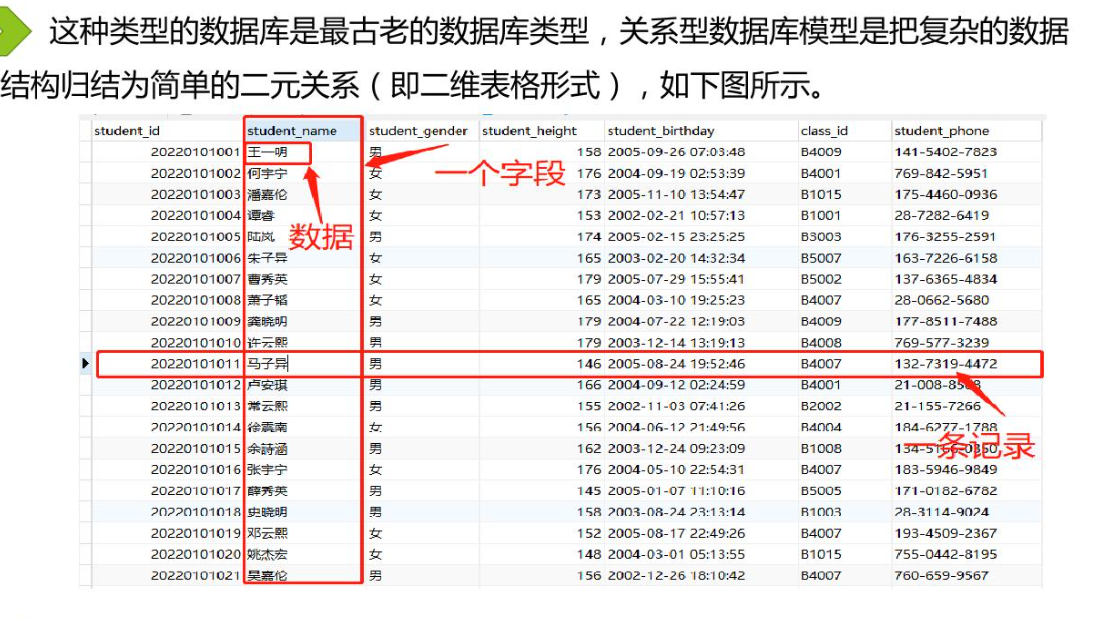 这种类型的数据库是最古老的数据库类型，关系型数据库模型是把复杂的数据
结构归结为简单的二元关系（即二维表格形式），如下图所示。
student_id student_name student_gender student_height student_birthday class_id student_phone
20220101001 王一明 男 158 2005-09-26 07:03:48 B4009 141-5402-7823
20220101002 何宇宁 女 176 2004-09-19 02:53:39 B4001 769-842-5951
一个字段
20220101003 潘嘉伦 女 173 2005-11-10 13:54:47 B1015 175-4460-0936
20220101004 谭睿 女 153 2002-02-21 10:57:13 B1001 28-7282-6419
20220101005 陆岚 男 174 2005-02-15 23:25:25 B3003 176-3255-2591
数据
20220101006 朱子异 女 165 2003-02-20 14:32:34 B5007 163-7226-6158
20220101007 曹秀英 女 179 2005-07-29 15:55:41 B5002 137-6365-4834
20220101008 萧子韬 女 165 2004-03-10 19:25:23 B4007 28-0662-5680
20220101009 龚晓明 男 179 2004-07-22 12:19:03 B4009 177-8511-7488
20220101010 许云熙 男 179 2003-12-14 13:19:13 B4008 769-577-3239
20220101011 马子异 男 146 2005-08-24 19:52:46 B4007 132-7319-4472
20220101012 卢安琪 男 166 2004-09-12 02:24:59 B4001
20220101013 常云熙 男 155 2002-11-03 07:41:26 B2002 21-155-7266
20220101014 徐震南 女 156 2004-06-12 21:49:56 B4004 184-6277-1788
一条记录
20220101015 余詩涵 男 162 2003-12-24 09:23:09 B1008
20220101016 张宇宁 女 176 2004-05-10 22:54:31 B4007 183-5946-9849
20220101017 薛秀英 男 145 2005-01-07 11:10:16 B5005 171-0182-6782
20220101018 史晓明 男 158 2003-08-24 23:13:14 B1003 28-3114-9024
20220101019 邓云熙 女 152 2005-08-17 22:49:26 B4007 193-4509-2367
20220101020 姚杰宏 女 148 2004-03-01 05:13:55 B1015 755-0442-8195
20220101021 吴嘉伦 男 156 2002-12-26 18:10:42 B4007 760-659-9567